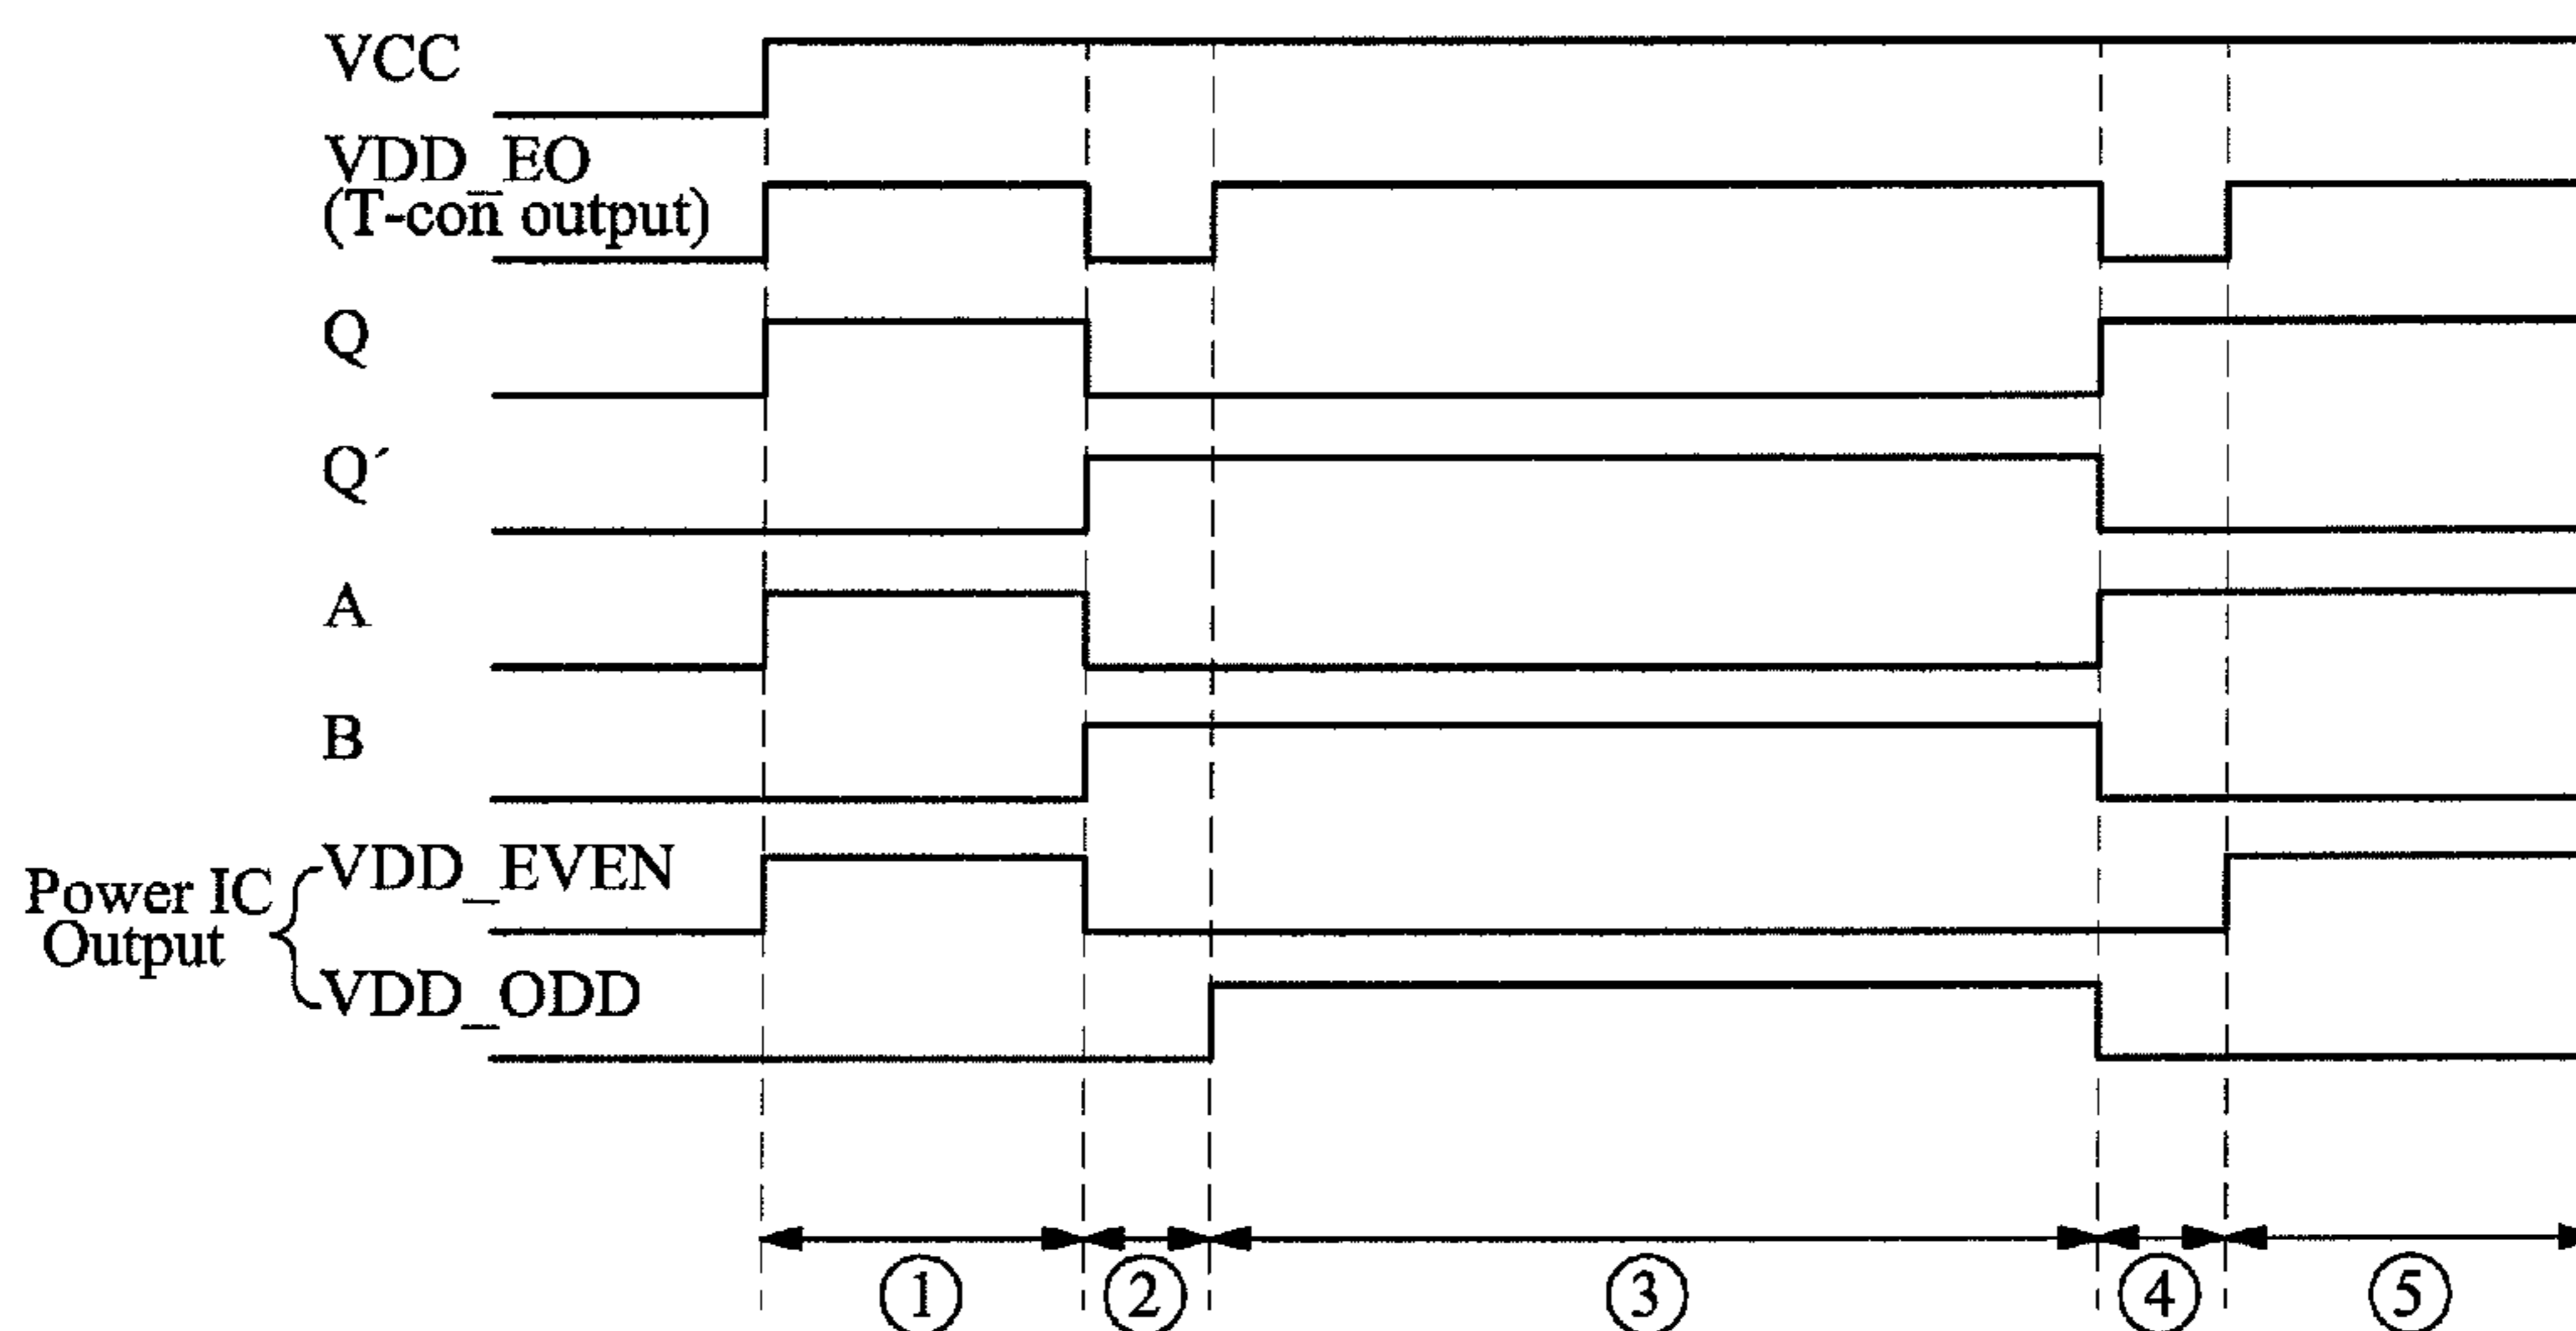 VCC
VDD_EO
(T-con output)
Q
Q´
A
B
Power IC
Output
VDD_EVEN
VDD_ODD
① ② ③ ④ ⑤